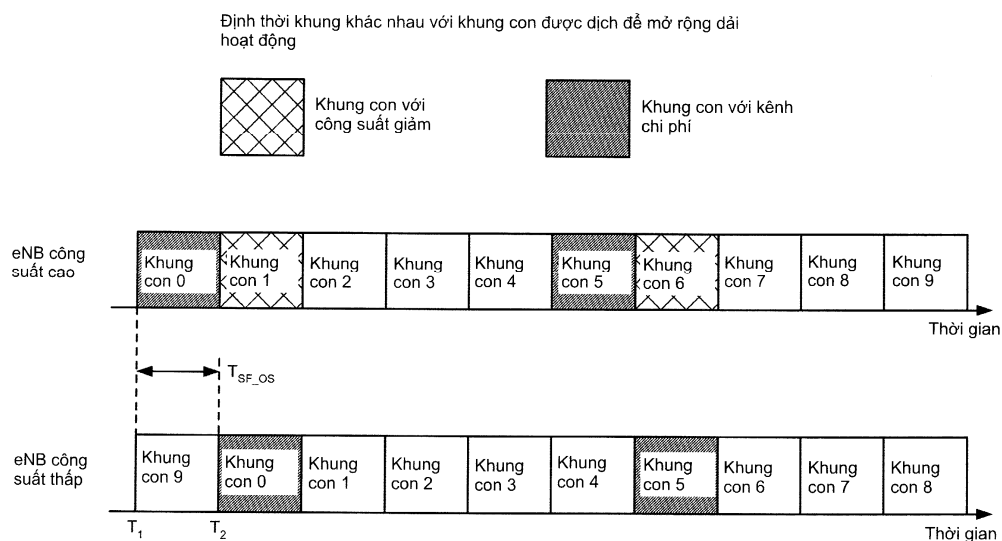 Định thời khung khác nhau với khung con được dịch để mở rộng dải
hoạt động
Khung con với
công suất giảm
Khung con với kênh
chi phí
eNB công
suất cao
Khung
con 0
Khung
con 1
Khung
con 2
Khung
con 3
Khung
con 4
Khung
con 5
Khung
con 6
Khung
con 7
Khung
con 8
Khung
con 9
Thời gian
T_SF_OS
eNB công
suất thấp
Khung
con 9
Khung
con 0
Khung
con 1
Khung
con 2
Khung
con 3
Khung
con 4
Khung
con 5
Khung
con 6
Khung
con 7
Khung
con 8
T1
T2
Thời gian